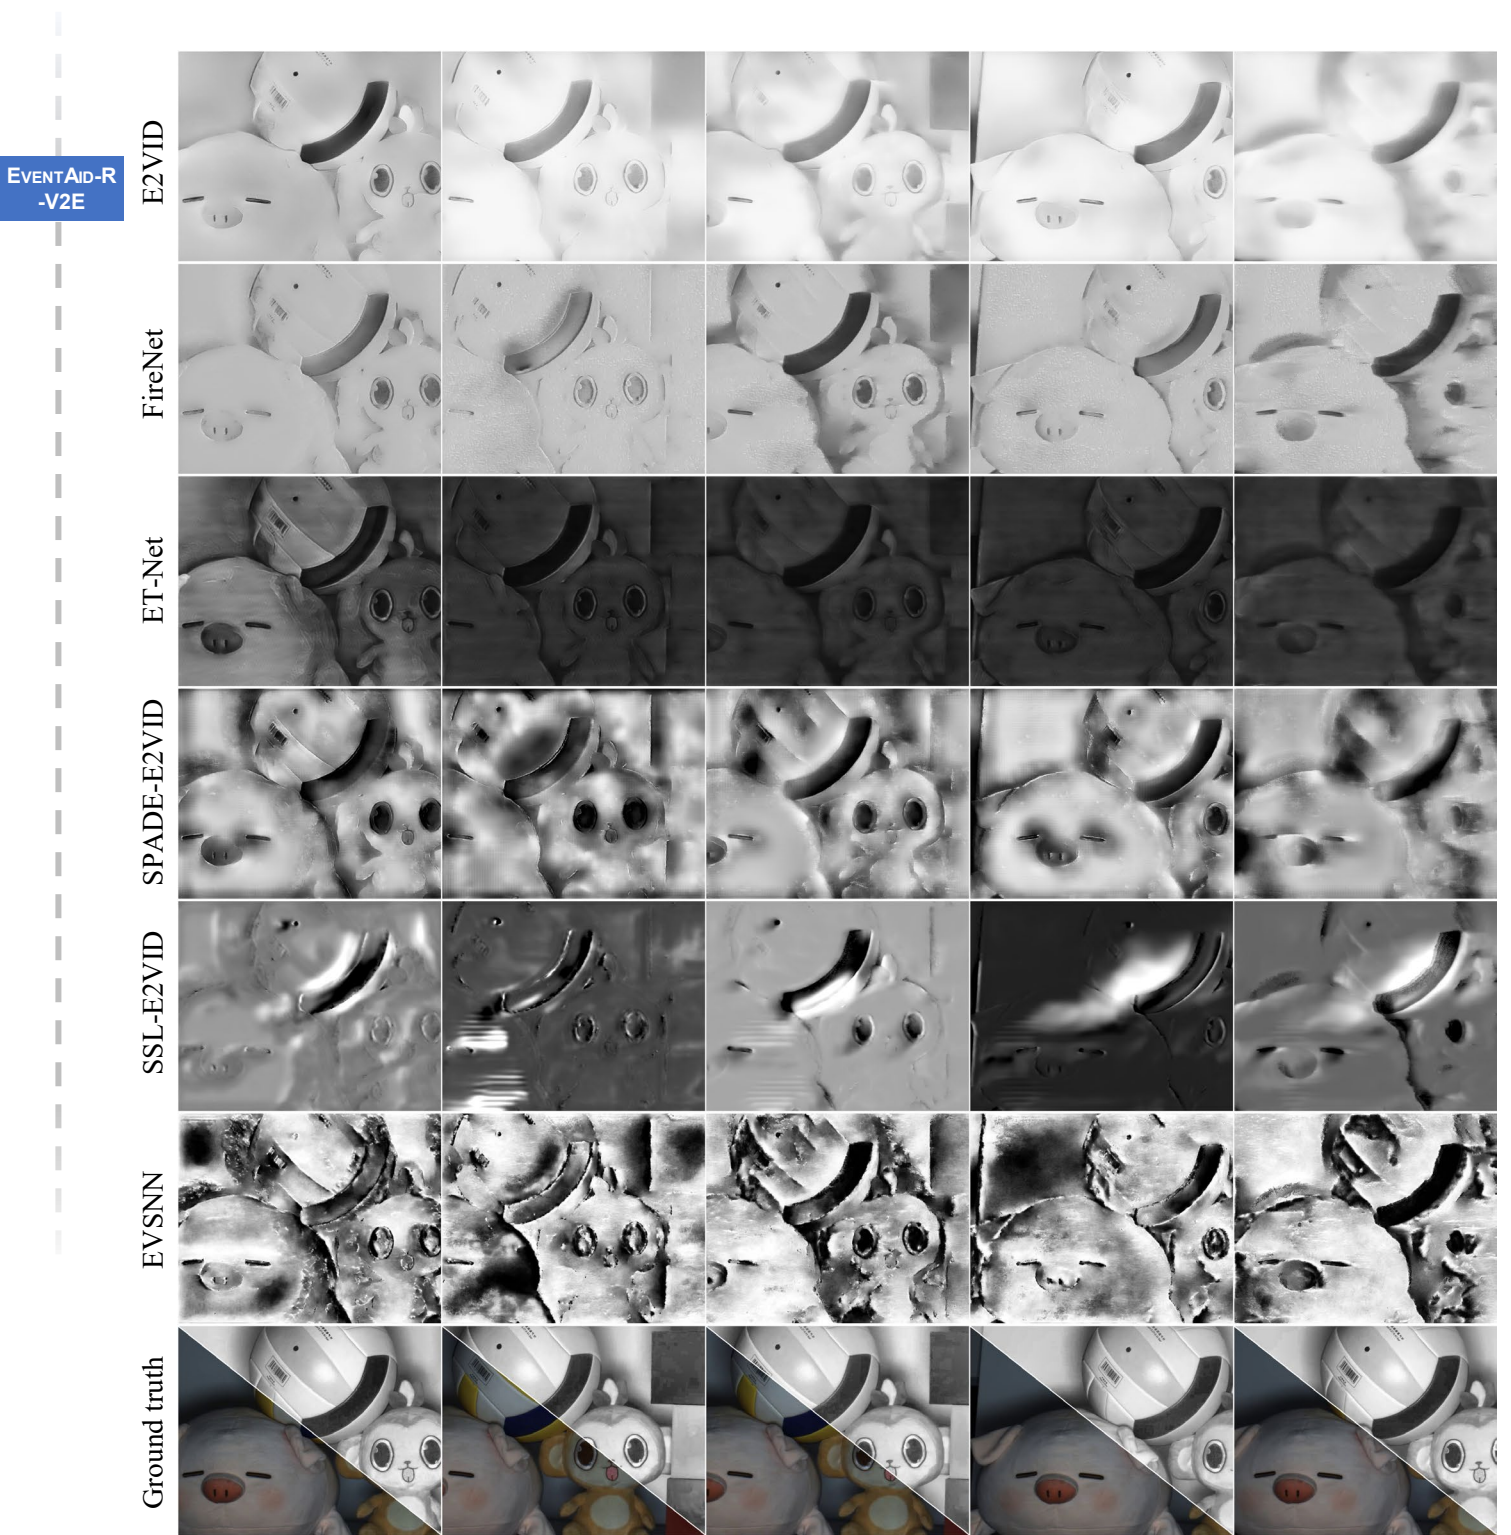 EVENTAID-R
-V2E
E2VID
FireNet
ET-Net
SPADE-E2VID
SSL-E2VID
EVSNN
Ground truth